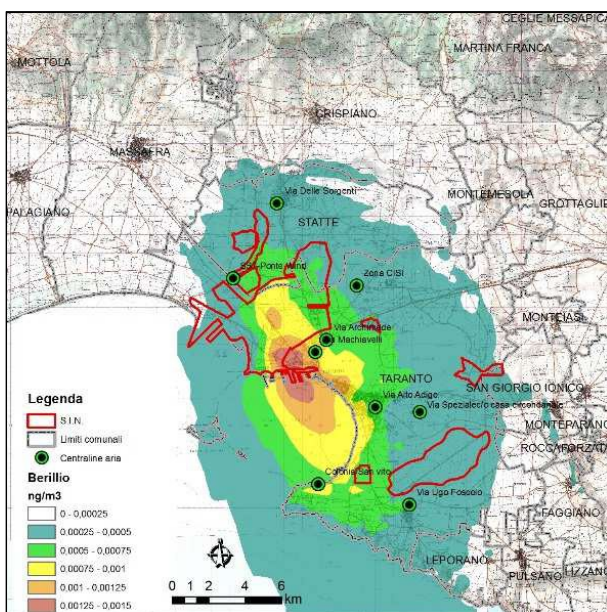 CEGLIE MESSAPICA
MARTINA FRANCA
MOTTOLA
CRISPIANO
MASSAFRA
MONTEMESOLA
GROTTAGLIE
PALAGIANO
Via Delle Sorgenti
STATTE
Zona CISI
MONTEIASI
Via Archimede
Machiavelli
TARANTO
SAN GIORGIO IONICO
Via Alto Adige
MONTEPARANO
ROCCAFORZATA
Colonia San vito
Via Ugo Foscolo
FAGGIANO
LEPORANO
PULSANO
LIZZANO
Legenda
S.I.N.
Limiti comunali
Centraline aria
Berillio
ng/m3
0 - 0,00025
0,00025 - 0,0005
0,0005 - 0,00075
0,00075 - 0,001
0,001 - 0,00125
0,00125 - 0,0015
0 2 4 6
km